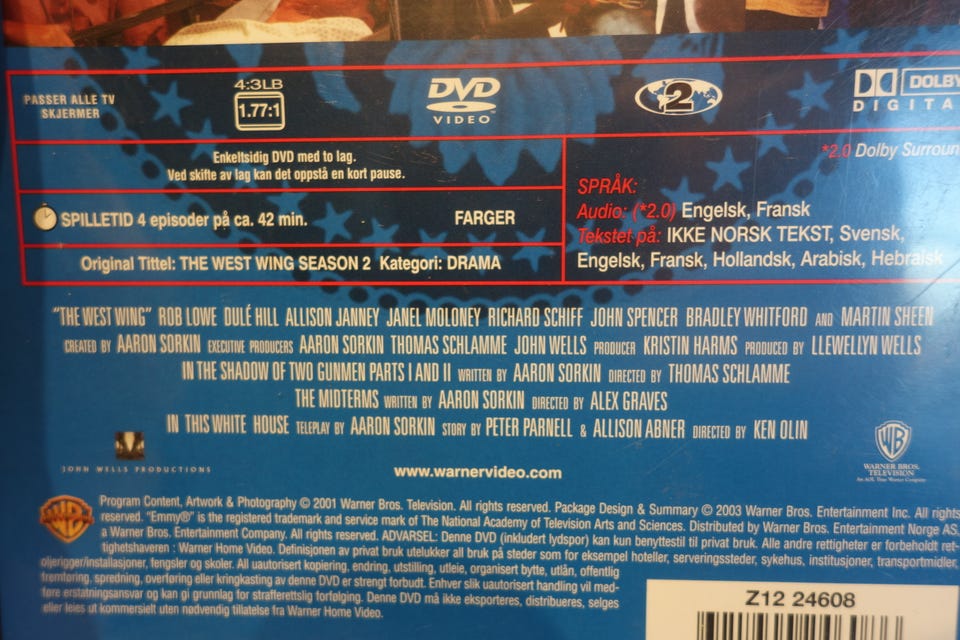 PASSER ALLE TV
SKJERMER
4:3LB
1.77:1
DVD
VIDEO™
2
DOLBY
DIGITA
*2.0 Dolby Surroun
Enkeltsidig DVD med to lag.
Ved skifte av lag kan det oppstå en kort pause.
SPILLETID 4 episoder på ca. 42 min. FARGER
Original Tittel: THE WEST WING SEASON 2 Kategori: DRAMA
SPRÅK:
Audio: (*2.0) Engelsk, Fransk
Tekstet på: IKKE NORSK TEKST, Svensk,
Engelsk, Fransk, Hollandsk, Arabisk, Hebraisk
"THE WEST WING" ROB LOWE DULÉ HILL ALLISON JANNEY JANEL MOLONEY RICHARD SCHIFF JOHN SPENCER BRADLEY WHITFORD AND MARTIN SHEEN
CREATED BY AARON SORKIN EXECUTIVE PRODUCERS AARON SORKIN THOMAS SCHLAMME JOHN WELLS PRODUCER KRISTIN HARMS PRODUCED BY LLEWELLYN WELLS
IN THE SHADOW OF TWO GUNMEN PARTS I AND II WRITTEN BY AARON SORKIN DIRECTED BY THOMAS SCHLAMME
THE MIDTERMS WRITTEN BY AARON SORKIN DIRECTED BY ALEX GRAVES
IN THIS WHITE HOUSE TELEPLAY BY AARON SORKIN STORY BY PETER PARNELL & ALLISON ABNER DIRECTED BY KEN OLIN
JOHN WELLS PRODUCTIONS
www.warnervideo.com
WB
WARNER BROS.
TELEVISION
An AOL Time Warner Company
WB
Program Content, Artwork & Photography © 2001 Warner Bros. Television. All rights reserved. Package Design & Summary © 2003 Warner Bros. Entertainment Inc. All rights
reserved. "Emmy®" is the registered trademark and service mark of The National Academy of Television Arts and Sciences. Distributed by Warner Bros. Entertainment Norge AS,
a Warner Bros. Entertainment Company. All rights reserved. ADVARSEL: Denne DVD (inkludert lydspor) kan kun benyttestil til privat bruk. Alle andre rettigheter er forbeholdt ret-
tighetshaveren : Warner Home Video. Definisjonen av privat bruk utelukker all bruk på steder som for eksempel hoteller, serveringssteder, sykehus, institusjoner, transportmidler,
oljerigger/installasjoner, fengsler og skoler. All uautorisert kopiering, endring, utstilling, utleie, organisert bytte, utlån, offentlig
fremføring, spredning, overføring eller kringkasting av denne DVD er strengt forbudt. Enhver slik uautorisert handling vil med-
føre erstatningsansvar og kan gi grunnlag for strafferettslig forfølging. Denne DVD må ikke eksporteres, distribueres, selges
eller leies ut kommersielt uten nødvendig tillatelse fra Warner Home Video.
Z12 24608